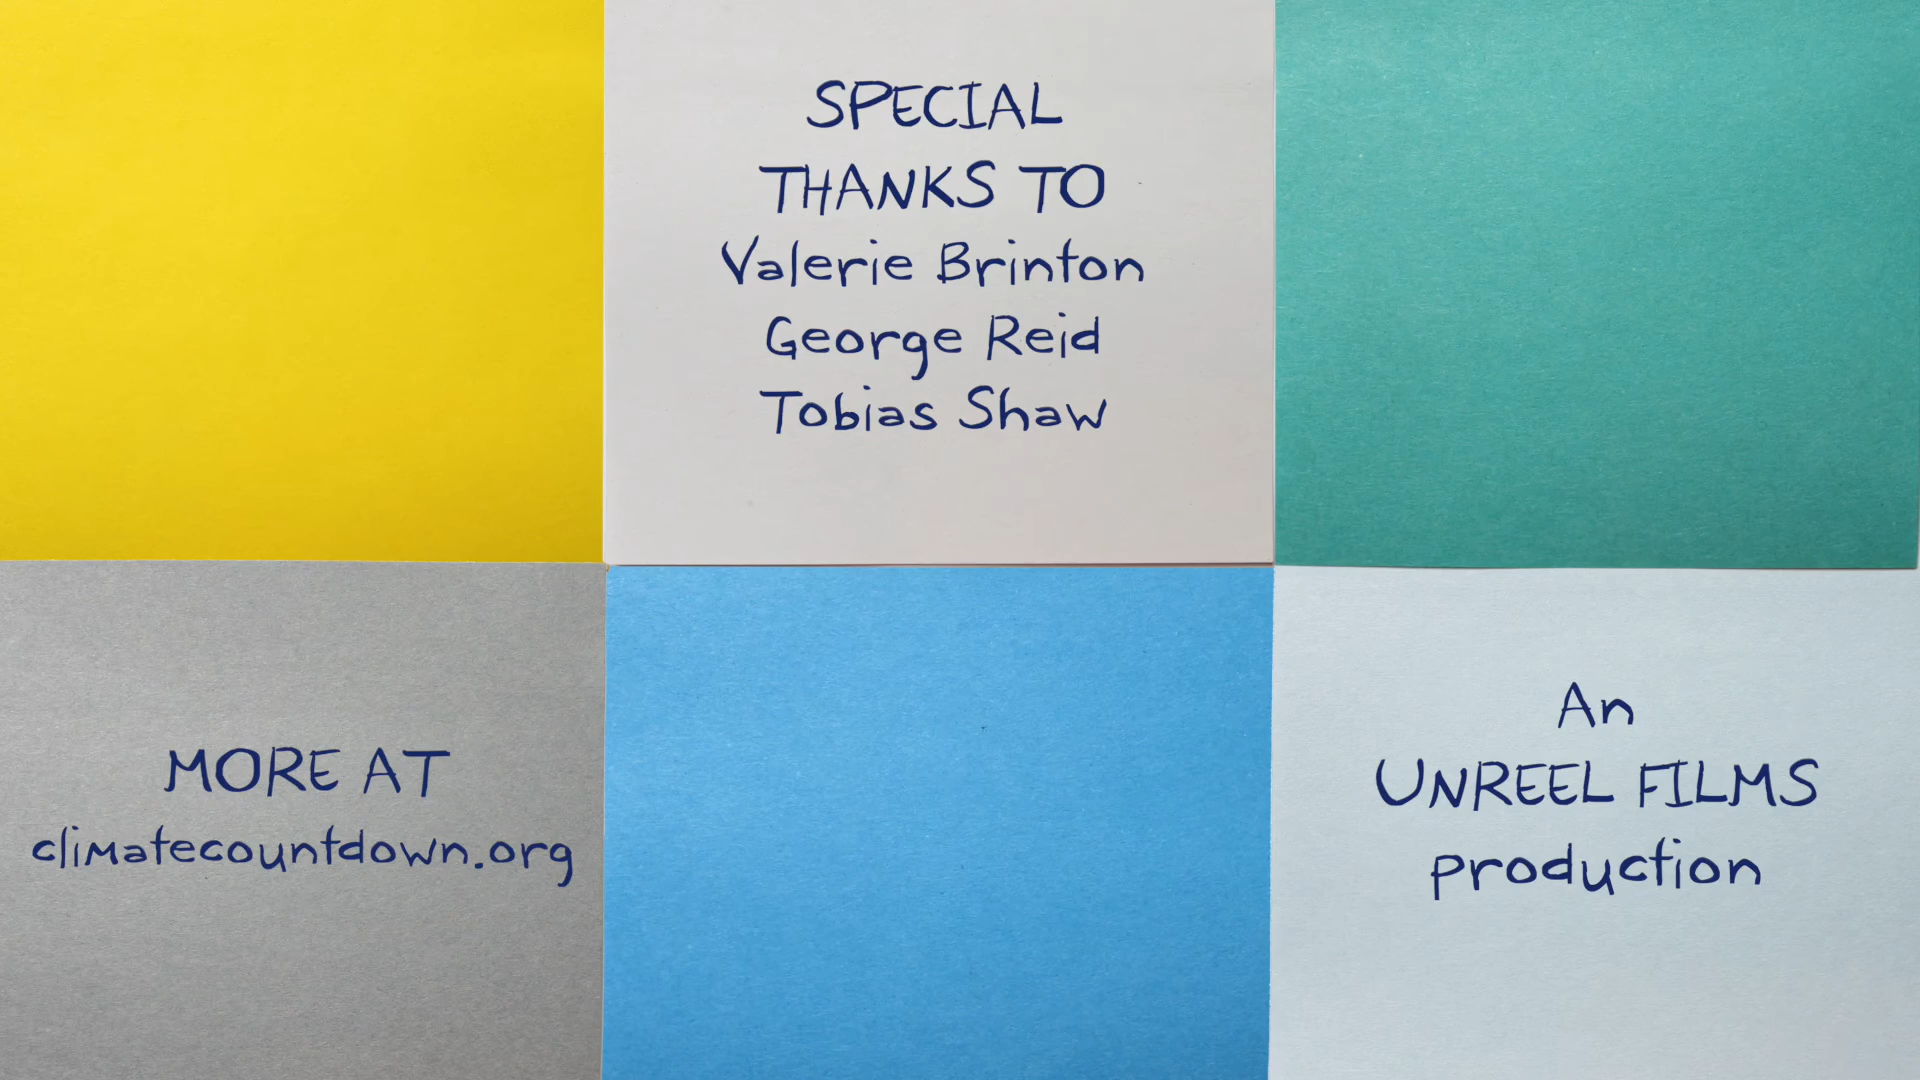 SPECIAL
THANKS TO
Valerie Brinton
George Reid
Tobias Shaw
MORE AT
climatecountdown.org
An
UNREEL FILMS
production